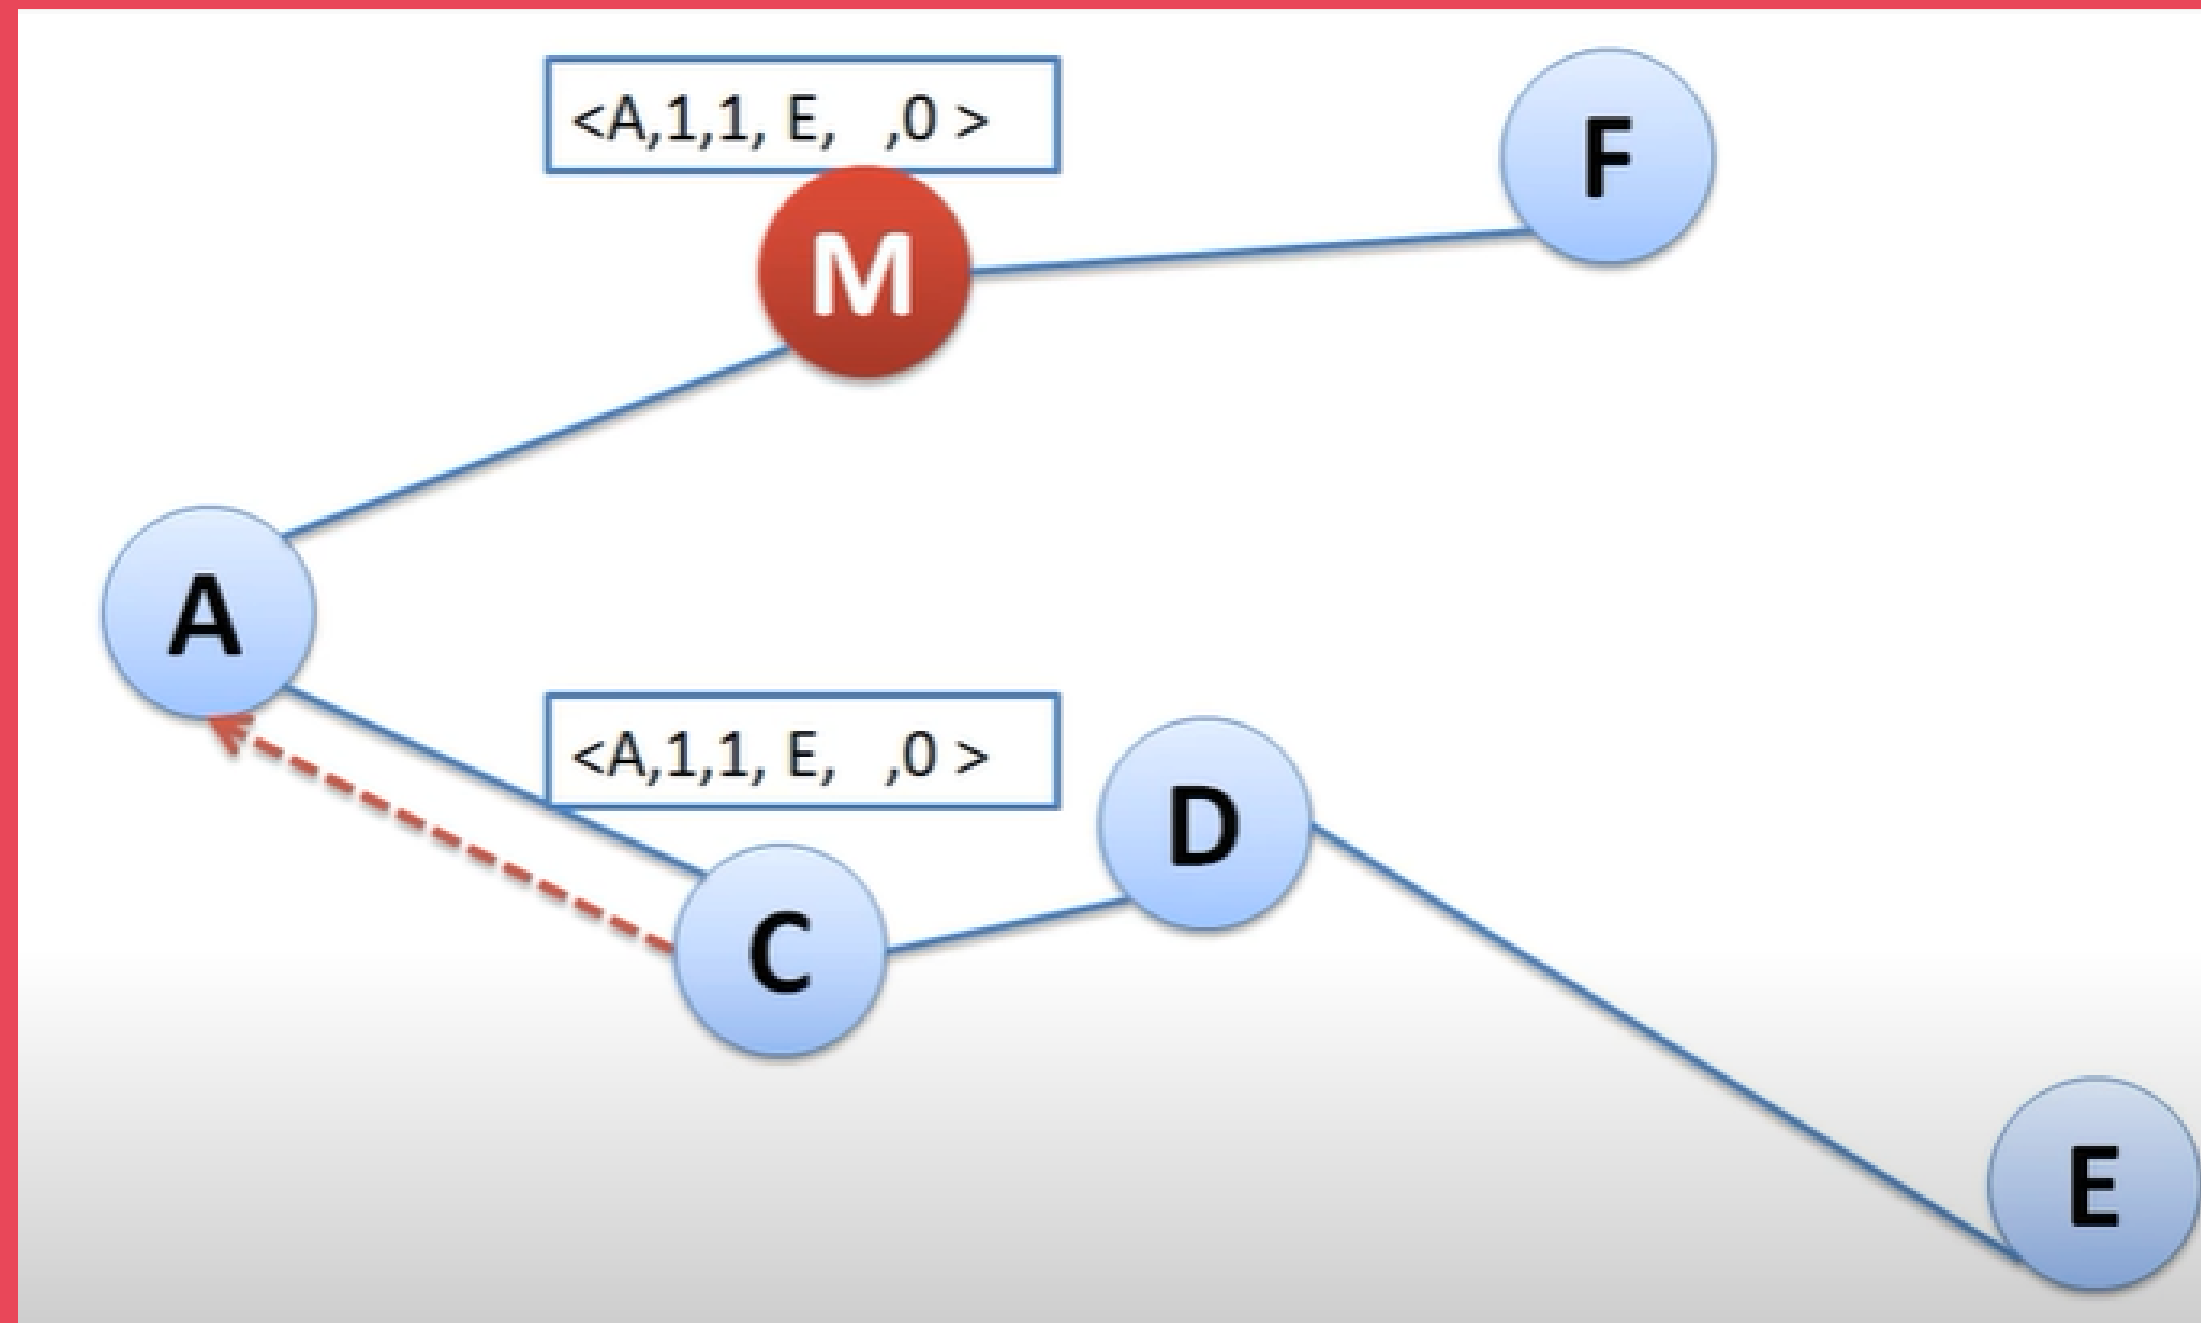 <A,1,1, E,   ,0 >
F
M
A
<A,1,1, E,   ,0 >
D
C
E